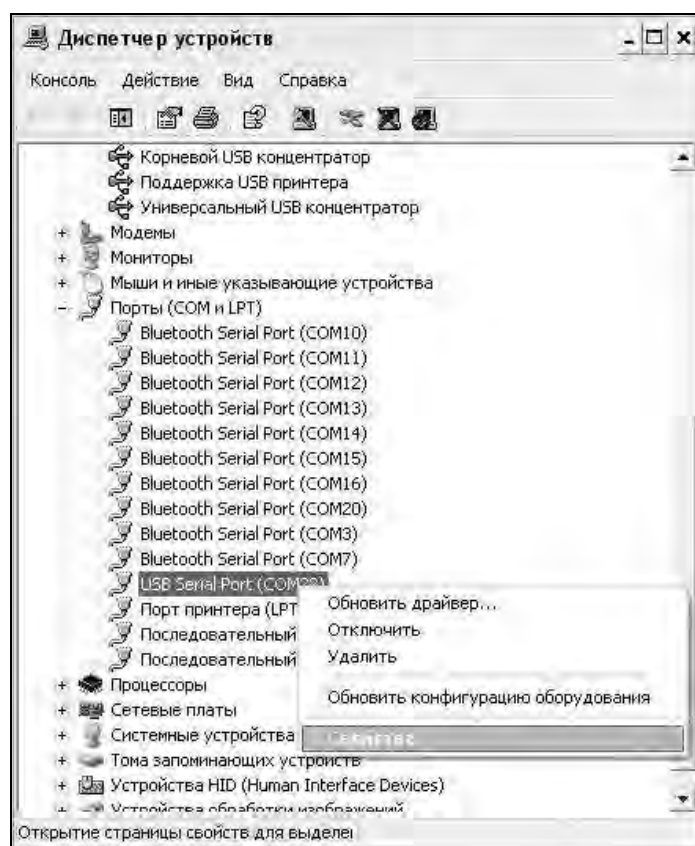 Диспетчер устройств
Консоль Действие Вид Справка
Корневой USB концентратор
Поддержка USB принтера
Универсальный USB концентратор
Модемы
Мониторы
Мыши и иные указывающие устройства
Порты (COM и LPT)
Bluetooth Serial Port (COM10)
Bluetooth Serial Port (COM11)
Bluetooth Serial Port (COM12)
Bluetooth Serial Port (COM13)
Bluetooth Serial Port (COM14)
Bluetooth Serial Port (COM15)
Bluetooth Serial Port (COM16)
Bluetooth Serial Port (COM20)
Bluetooth Serial Port (COM3)
Bluetooth Serial Port (COM7)
USB Serial Port
Порт принтера (LPT
Последовательный
Последовательный
Обновить драйвер...
Отключить
Удалить
Обновить конфигурацию оборудования
Процессоры
Сетевые платы
Системные устройства
Тома запоминающих устройств
Устройства HID (Human Interface Devices)
Устройства обработки изображений
Открытие страницы свойств для выделе